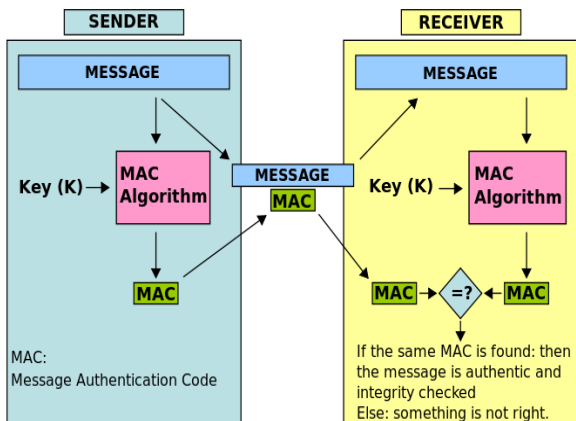 SENDER
RECEIVER
MESSAGE
MESSAGE
MESSAGE
Key (K)
MAC
Algorithm
MAC
Key (K)
MAC
Algorithm
MAC
MAC
=?
MAC
MAC:
Message Authentication Code
If the same MAC is found: then
the message is authentic and
integrity checked
Else: something is not right.